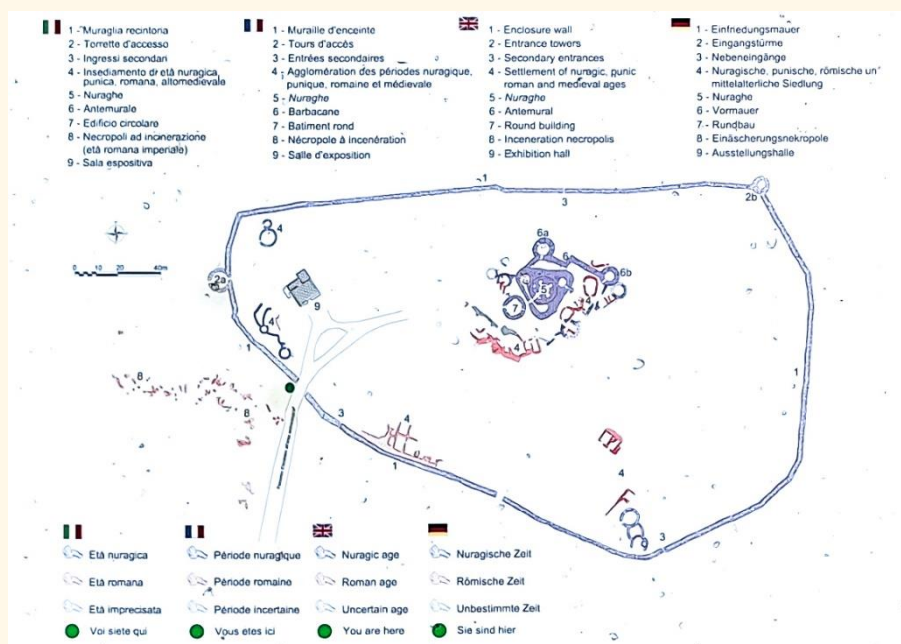 1 - Muraglia recintoria
2 - Torrette d'accesso
3 - Ingressi secondari
4 - Insediamento di età nuragica,
punica, romana, altomedievale
5 - Nuraghe
6 - Antemurale
7 - Edificio circolare
8 - Necropoli ad incinerazione
(età romana imperiale)
9 - Sala espositiva
1 - Muraille d'enceinte
2 - Tours d'accés
3 - Entrées secondaires
4 - Agglomération des périodes nuragique,
punique, romaine et médievale
5 - Nuraghe
6 - Barbacane
7 - Batiment rond
8 - Nécropole à incenération
9 - Salle d'exposition
1 - Enclosure wall
2 - Entrance towers
3 - Secondary entrances
4 - Settlement of nuragic, punic
roman and medieval ages
5 - Nuraghe
6 - Antemural
7 - Round building
8 - Inceneration necropolis
9 - Exhibition hall
1 - Einfriedungsmauer
2 - Eingangstürme
3 - Nebeneingänge
4 - Nuragische, punische, römische un
mittelalterliche Siedlung
5 - Nuraghe
6 - Vormauer
7 - Rundbau
8 - Einäscherungsnekropole
9 - Ausstellungshalle
1
3
2b
4
6a
6
6b
2a
0 10 20 40m
9
5
7
4
4
4
1
1
8
8
3
4
1
4
3
Età nuragica
Età romana
Età imprecisata
Voi siete qui
Période nuragique
Période romaine
Période incertaine
Vous etes ici
Nuragic age
Roman age
Uncertain age
You are here
Nuragische Zeit
Römische Zeit
Unbestimmte Zeit
Sie sind hier